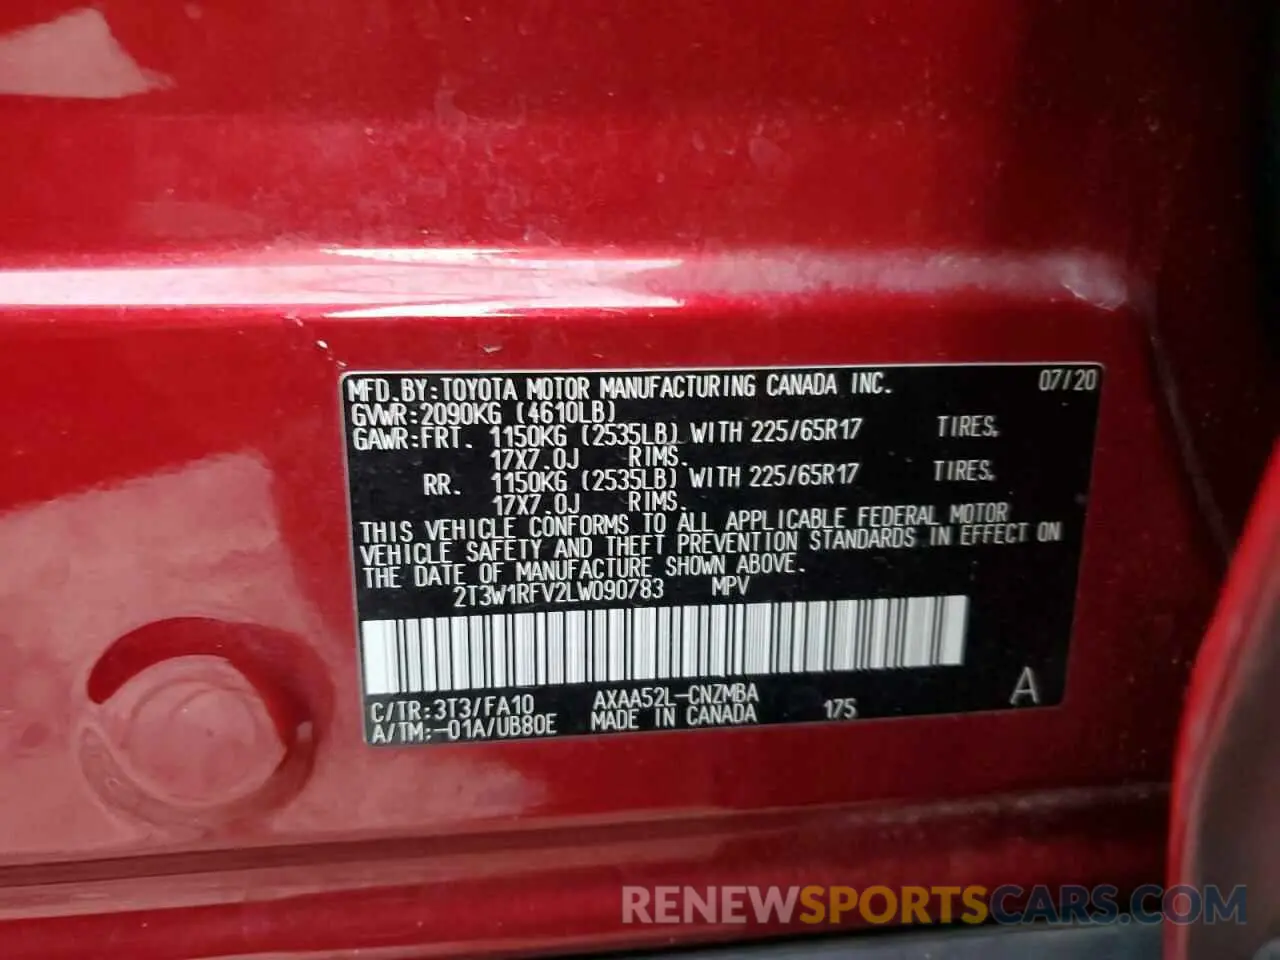 MFD.BY:TOYOTA MOTOR MANUFACTURING CANADA INC. 07/20
GVWR:2090KG (4610LB)
GAWR:FRT. 1150KG (2535LB) WITH 225/65R17 TIRES.
17X7.0J RIMS.
RR. 1150KG (2535LB) WITH 225/65R17 TIRES.
17X7.0J RIMS.
THIS VEHICLE CONFORMS TO ALL APPLICABLE FEDERAL MOTOR
VEHICLE SAFETY AND THEFT PREVENTION STANDARDS IN EFFECT ON
THE DATE OF MANUFACTURE SHOWN ABOVE.
2T3W1RFV2LW090783 MPV
C/TR:3T3/FA10 AXAA52L-CNZMBA 175 A
A/TM:-01A/UB80E MADE IN CANADA
RENEWSPORTSCARS.COM